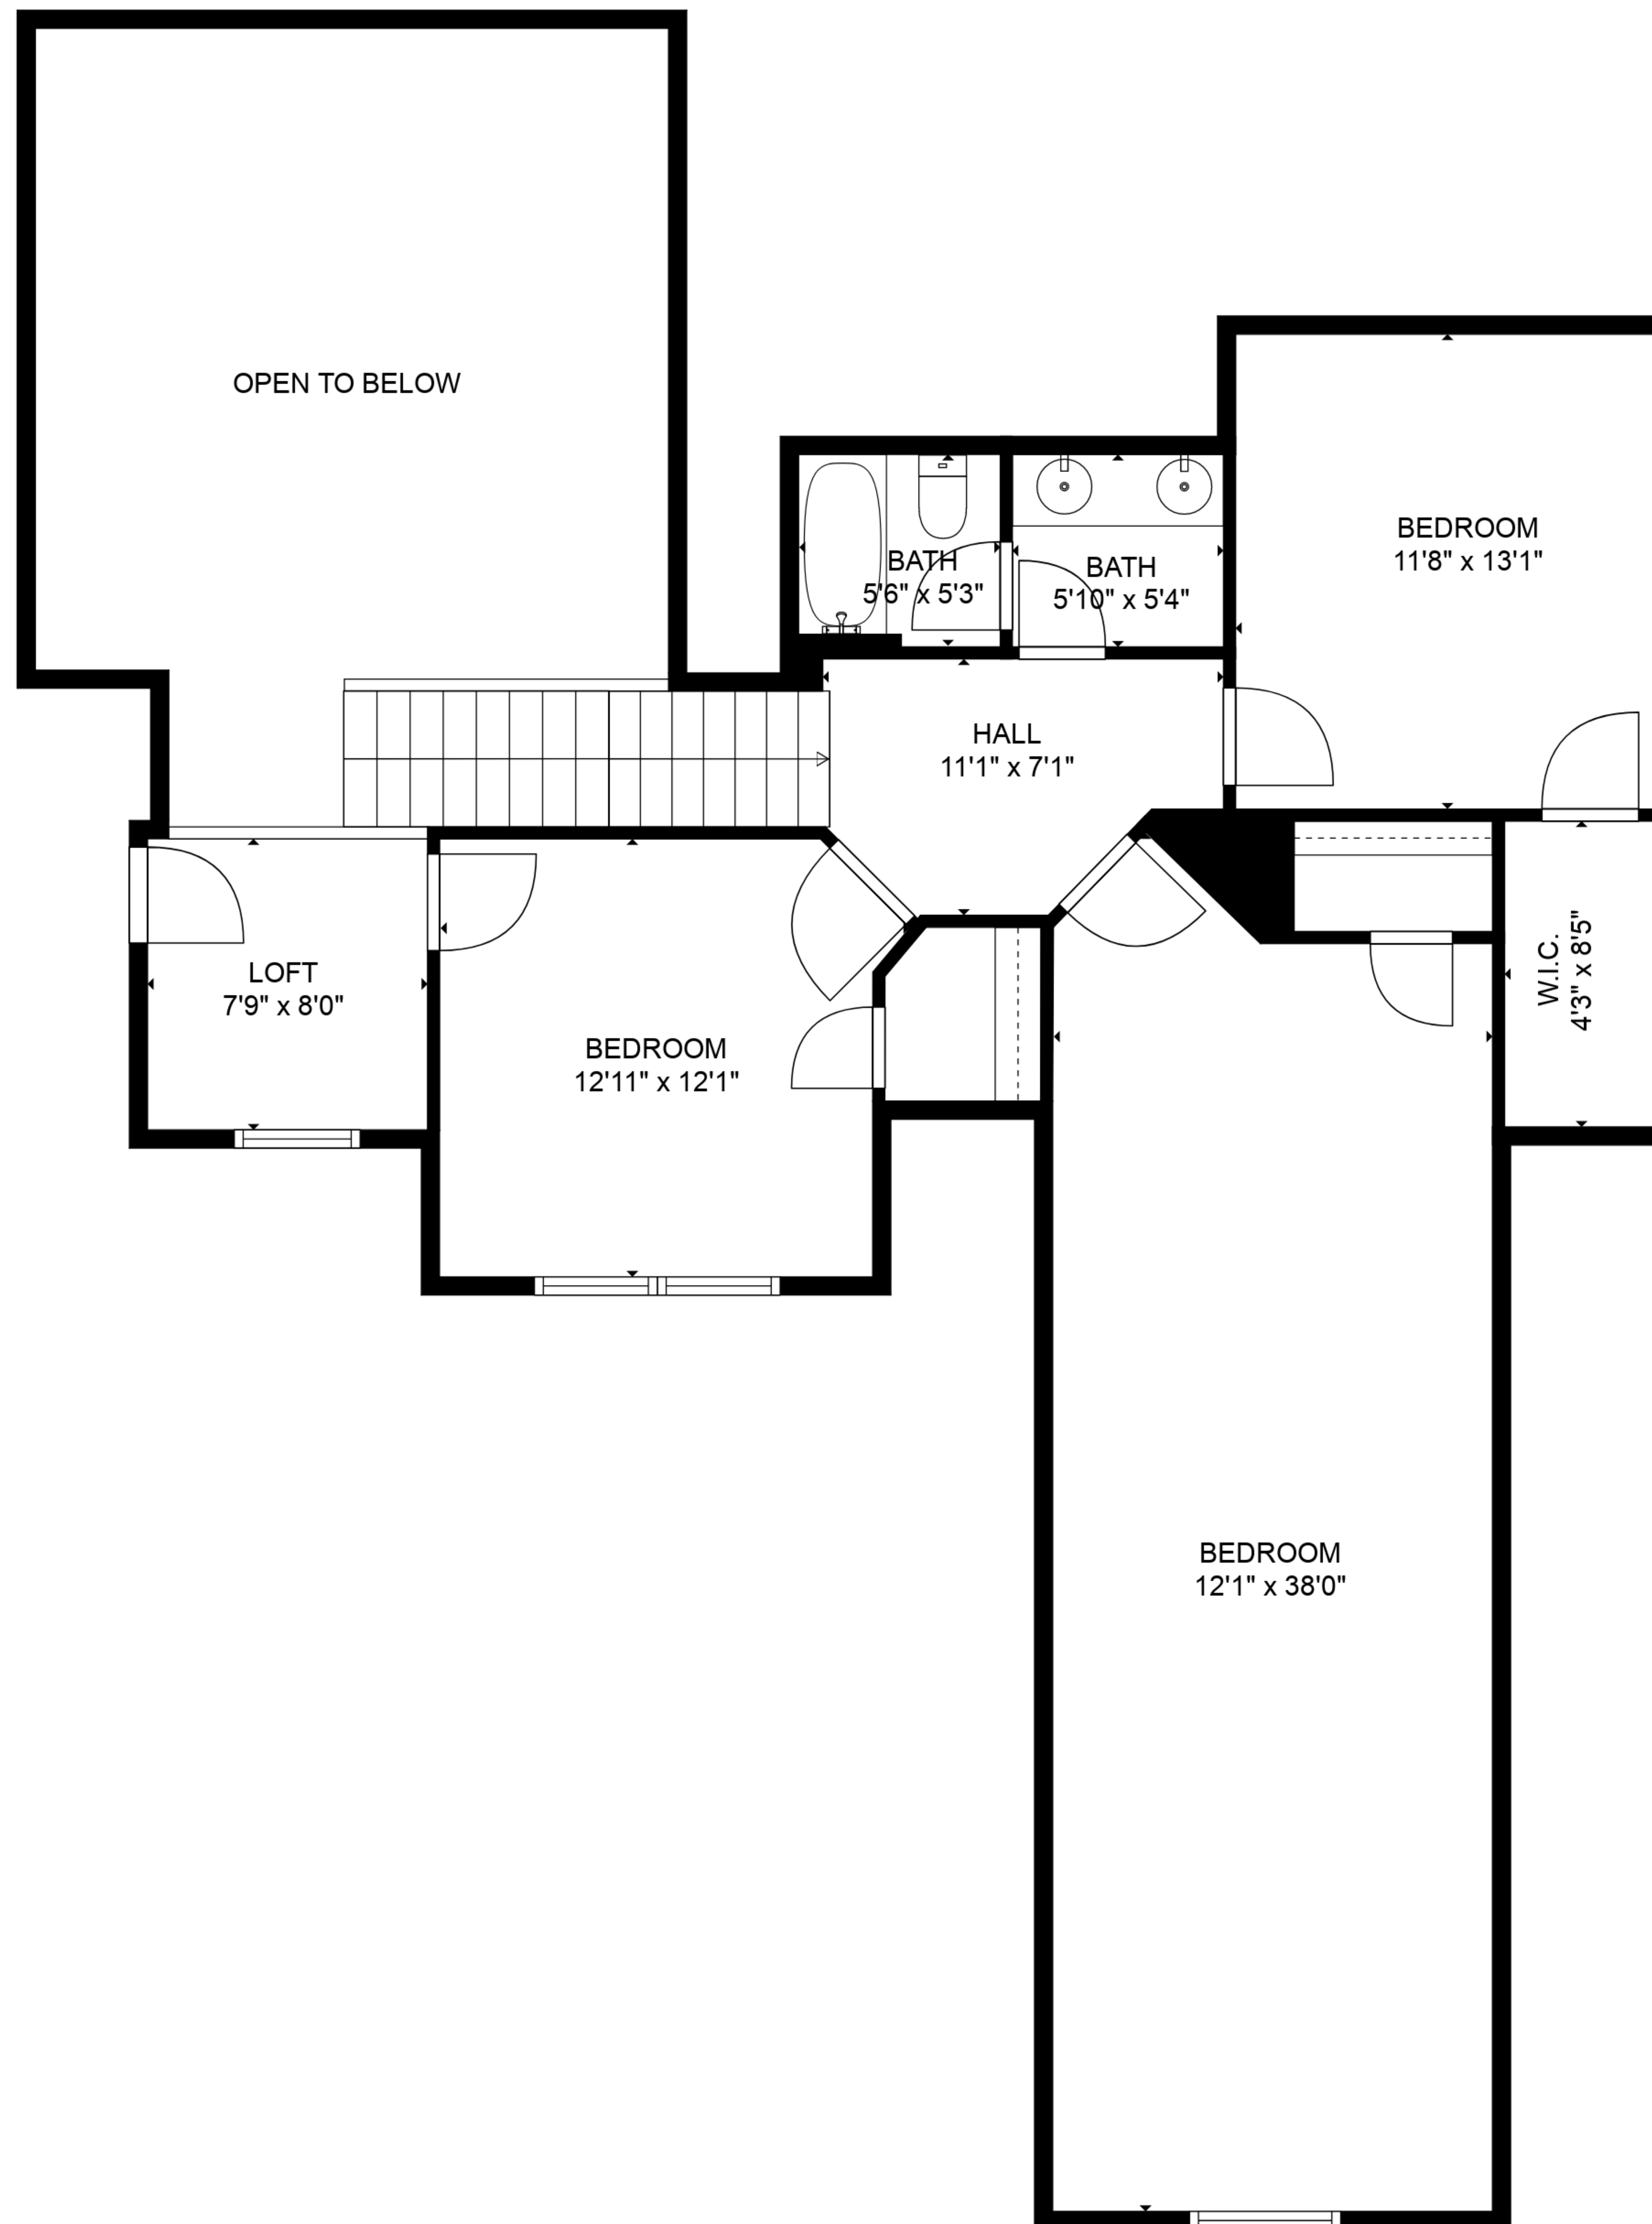 OPEN TO BELOW
BEDROOM
11'8" x 13'1"
BATH
5'6" x 5'3"
BATH
5'10" x 5'4"
HALL
11'1" x 7'1"
LOFT
7'9" x 8'0"
W.I.C.
4'3" x 8'5"
BEDROOM
12'11" x 12'1"
BEDROOM
12'1" x 38'0"